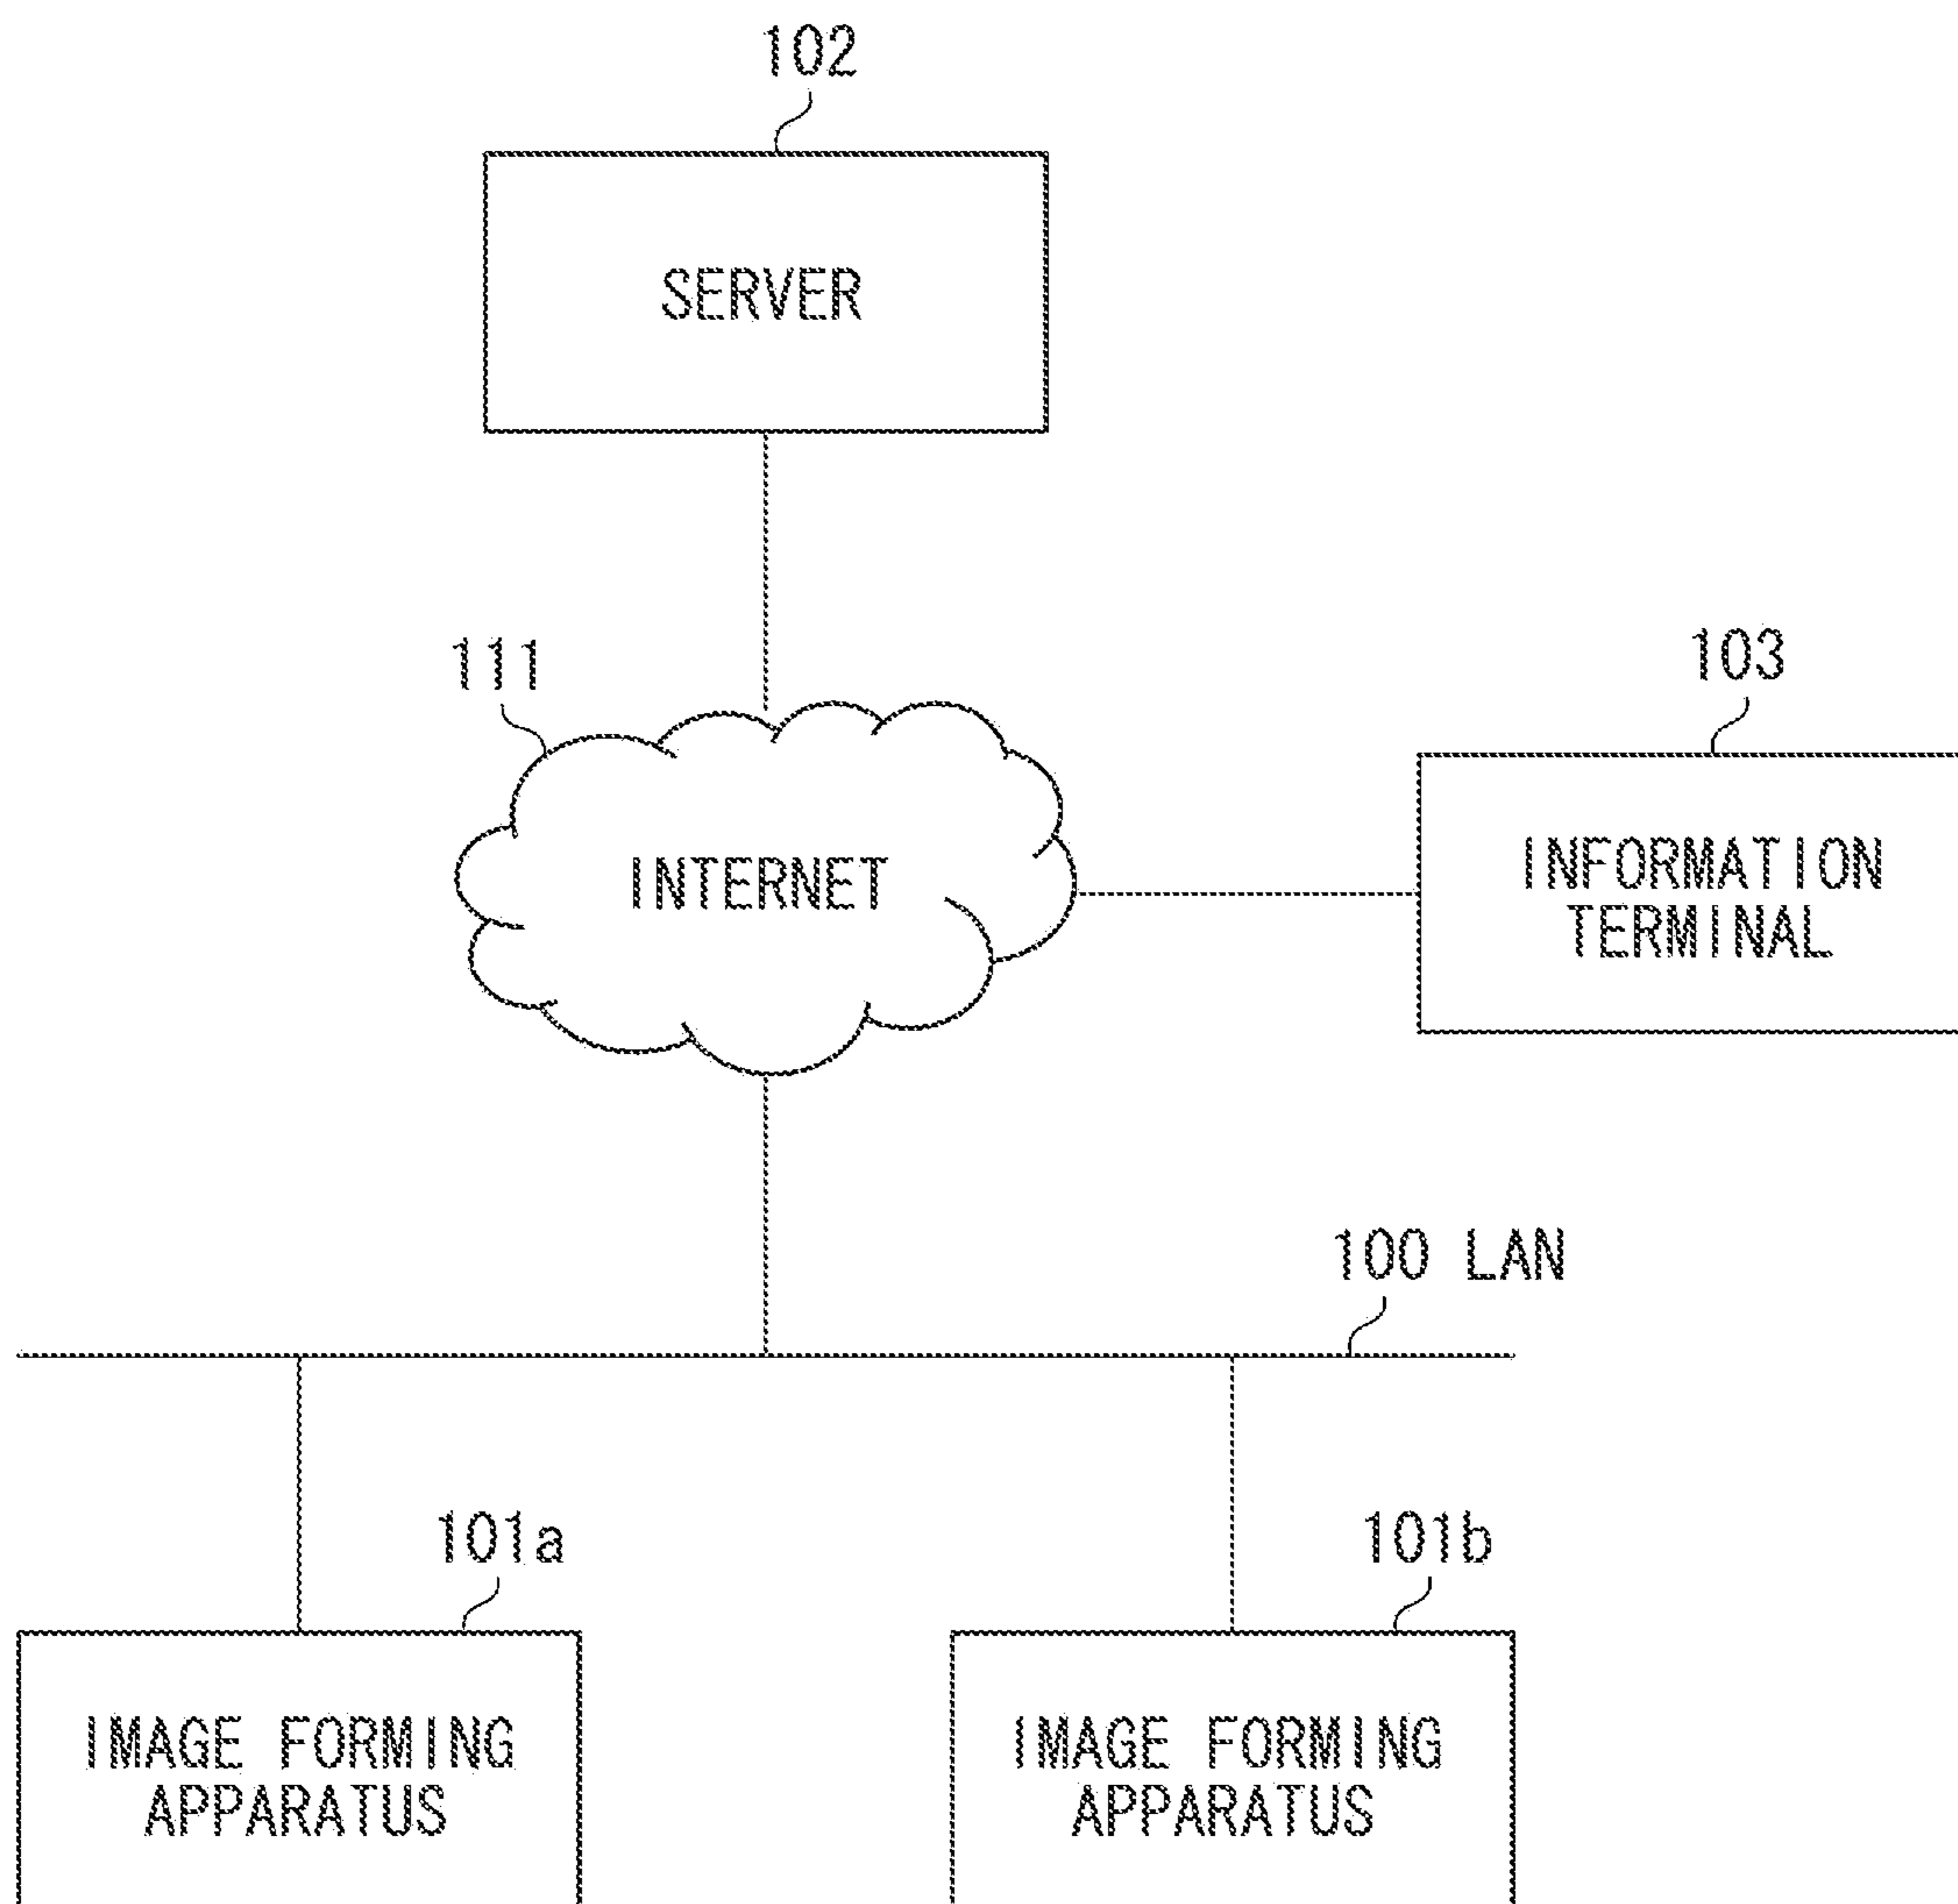 102
SERVER
111
103
INTERNET
INFORMATION
TERMINAL
100 LAN
101a
101b
IMAGE FORMING
APPARATUS
IMAGE FORMING
APPARATUS